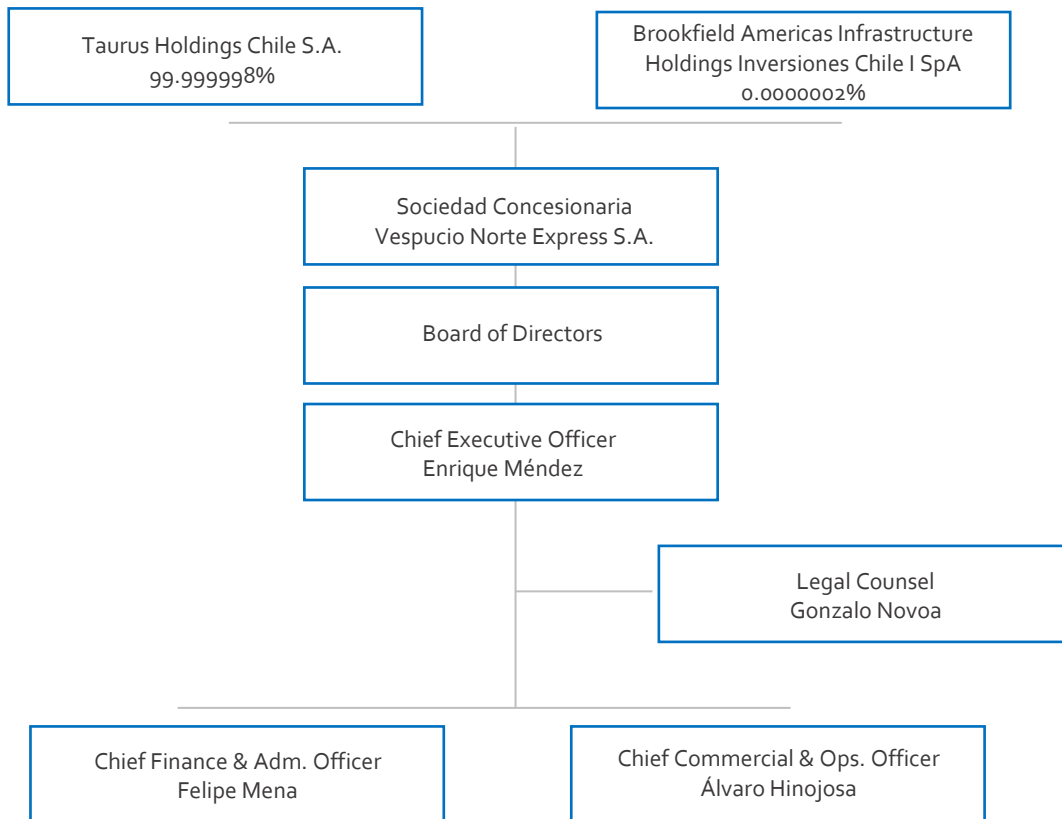 Taurus Holdings Chile S.A.
99.999998%
Brookfield Americas Infrastructure
Holdings Inversiones Chile I SpA
0.0000002%
Sociedad Concesionaria
Vespucio Norte Express S.A.
Board of Directors
Chief Executive Officer
Enrique Méndez
Legal Counsel
Gonzalo Novoa
Chief Finance & Adm. Officer
Felipe Mena
Chief Commercial & Ops. Officer
Álvaro Hinojosa